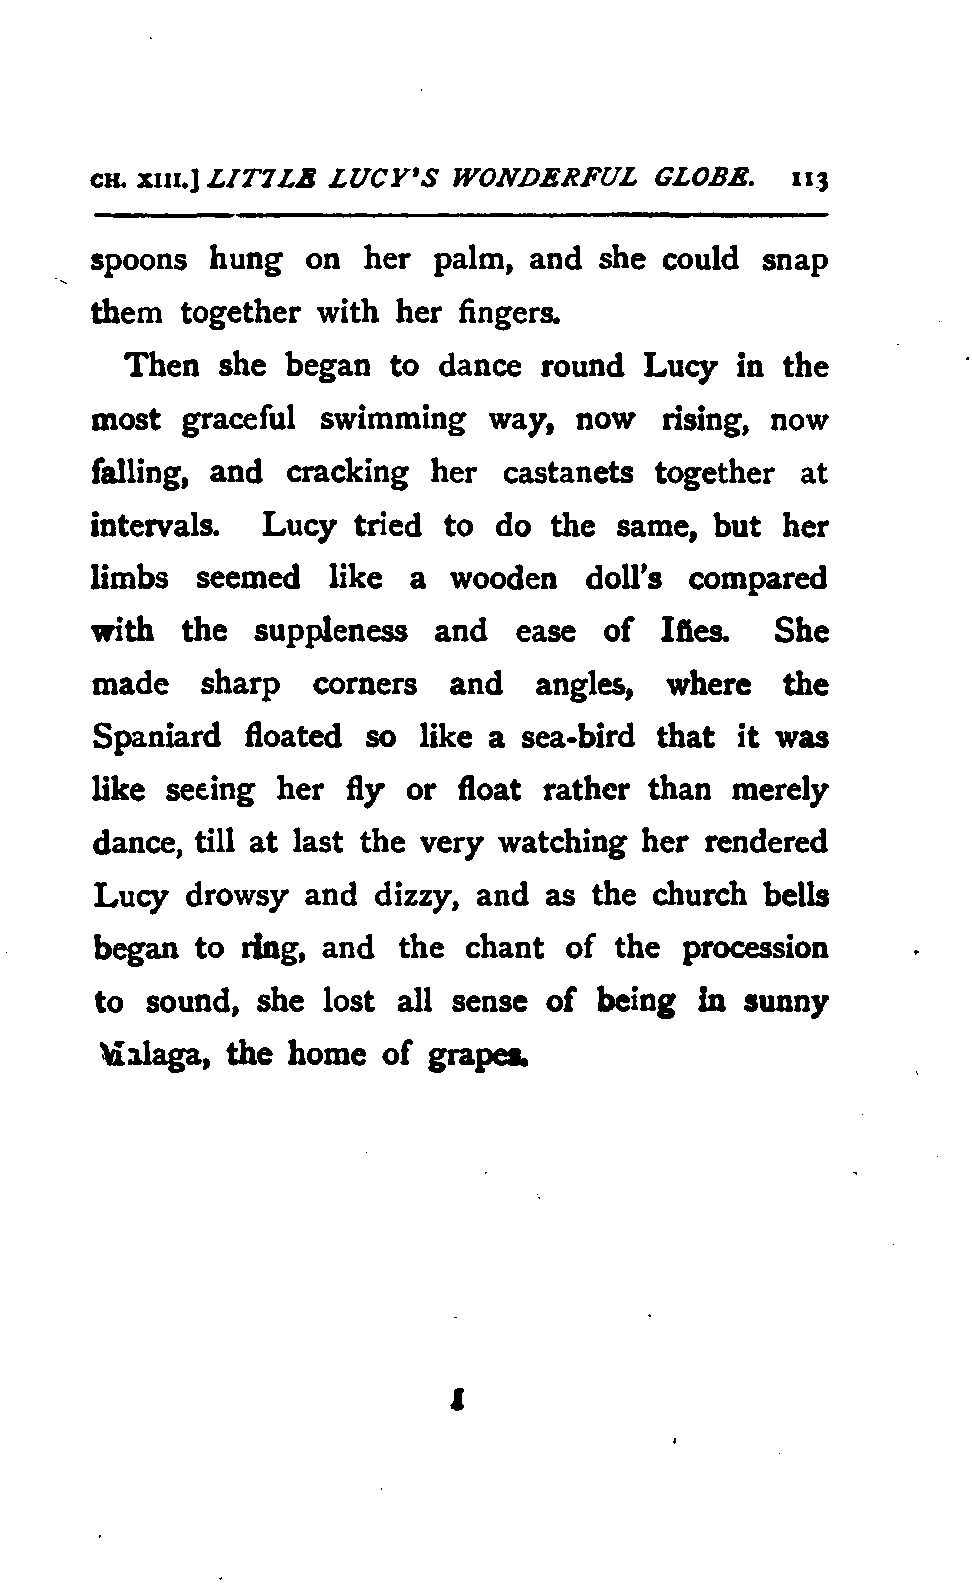 CH. XIII.] LITTLE LUCY'S WONDERFUL GLOBE. 113
spoons hung on her palm, and she could snap
them together with her fingers.
Then she began to dance round Lucy in the
most graceful swimming way, now rising, now
falling, and cracking her castanets together at
intervals. Lucy tried to do the same, but her
limbs seemed like a wooden doll's compared
with the suppleness and ease of Iñes. She
made sharp corners and angles, where the
Spaniard floated so like a sea-bird that it was
like seeing her fly or float rather than merely
dance, till at last the very watching her rendered
Lucy drowsy and dizzy, and as the church bells
began to ring, and the chant of the procession
to sound, she lost all sense of being in sunny
Malaga, the home of grapes.
I